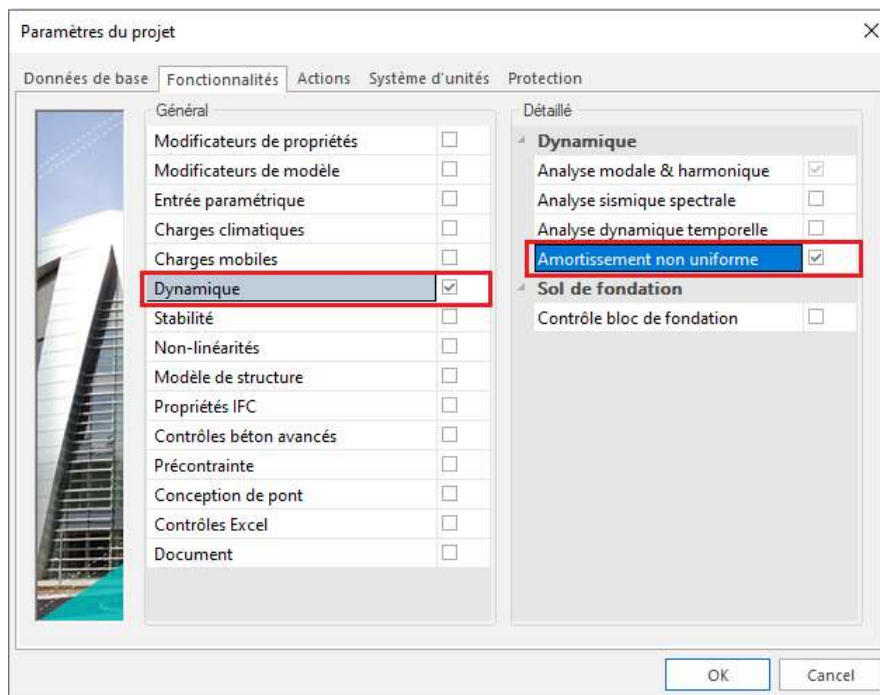 Paramètres du projet
Données de base Fonctionnalités Actions Système d'unités Protection
Général
Modificateurs de propriétés
Modificateurs de modèle
Entrée paramétrique
Charges climatiques
Charges mobiles
Dynamique
Stabilité
Non-linéarités
Modèle de structure
Propriétés IFC
Contrôles béton avancés
Précontrainte
Conception de pont
Contrôles Excel
Document
Détaillé
Dynamique
Analyse modale & harmonique
Analyse sismique spectrale
Analyse dynamique temporelle
Amortissement non uniforme
Sol de fondation
Contrôle bloc de fondation
OK Cancel